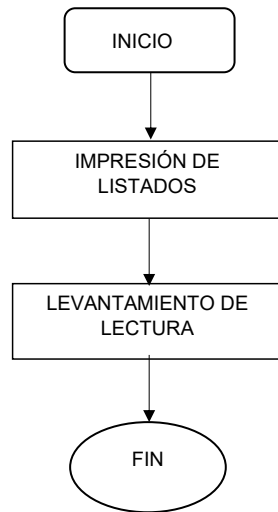 INICIO
IMPRESIÓN DE
LISTADOS
LEVANTAMIENTO DE
LECTURA
FIN